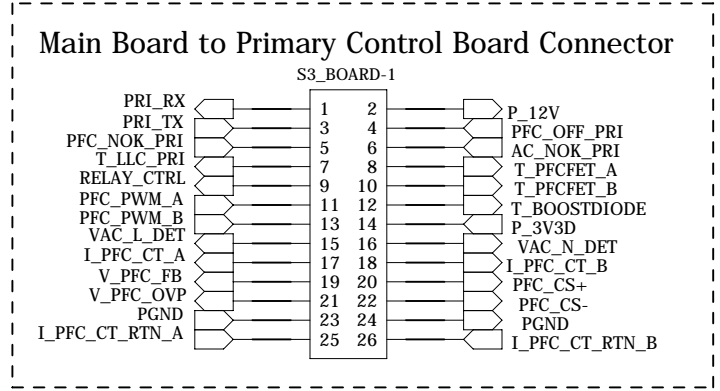 Main Board to Primary Control Board Connector
S3_BOARD-1
PRI_RX 1 2 P_12V
PRI_TX 3 4 PFC_OFF_PRI
PFC_NOK_PRI 5 6 AC_NOK_PRI
T_LLC_PRI 7 8 T_PFCFET_A
RELAY_CTRL 9 10 T_PFCFET_B
PFC_PWM_A 11 12 T_BOOSTDIODE
PFC_PWM_B 13 14 P_3V3D
VAC_L_DET 15 16 VAC_N_DET
I_PFC_CT_A 17 18 I_PFC_CT_B
V_PFC_FB 19 20 PFC_CS+
V_PFC_OVP 21 22 PFC_CS-
PGND 23 24 PGND
I_PFC_CT_RTN_A 25 26 I_PFC_CT_RTN_B